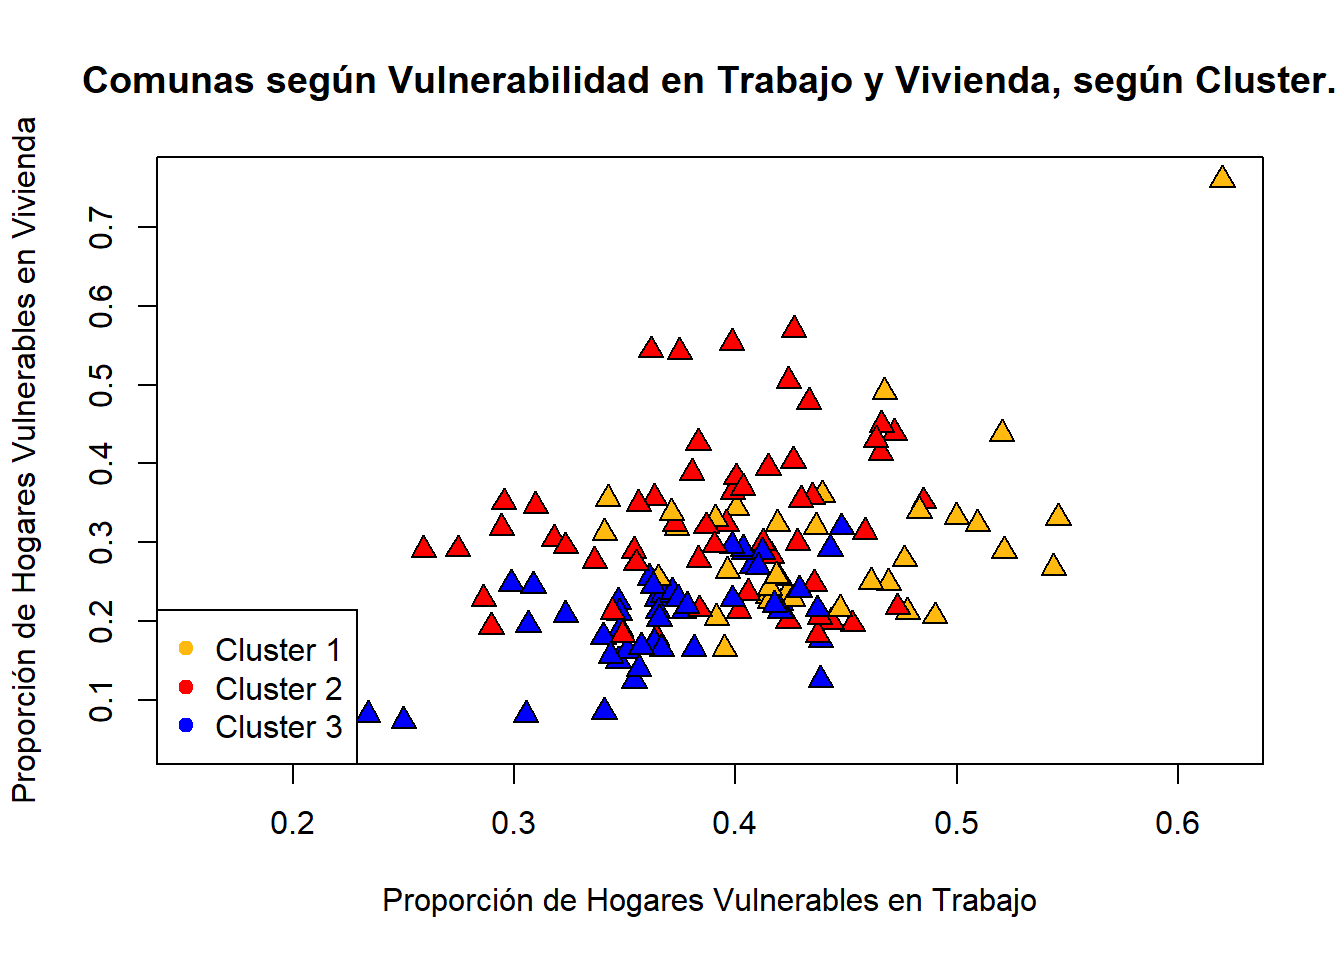 Comunas según Vulnerabilidad en Trabajo y Vivienda, según Cluster.
Proporción de Hogares Vulnerables en Vivienda
0.7
0.6
0.5
0.4
0.3
0.2
0.1
Cluster 1
Cluster 2
Cluster 3
0.2 0.3 0.4 0.5 0.6
Proporción de Hogares Vulnerables en Trabajo